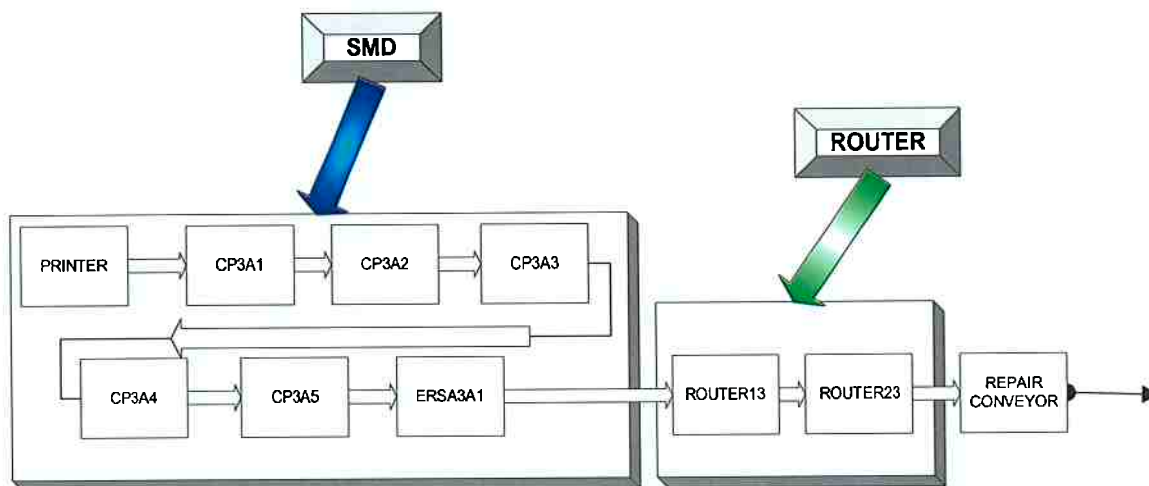 SMD
ROUTER
PRINTER
CP3A1
CP3A2
CP3A3
CP3A4
CP3A5
ERSA3A1
ROUTER13
ROUTER23
REPAIR
CONVEYOR